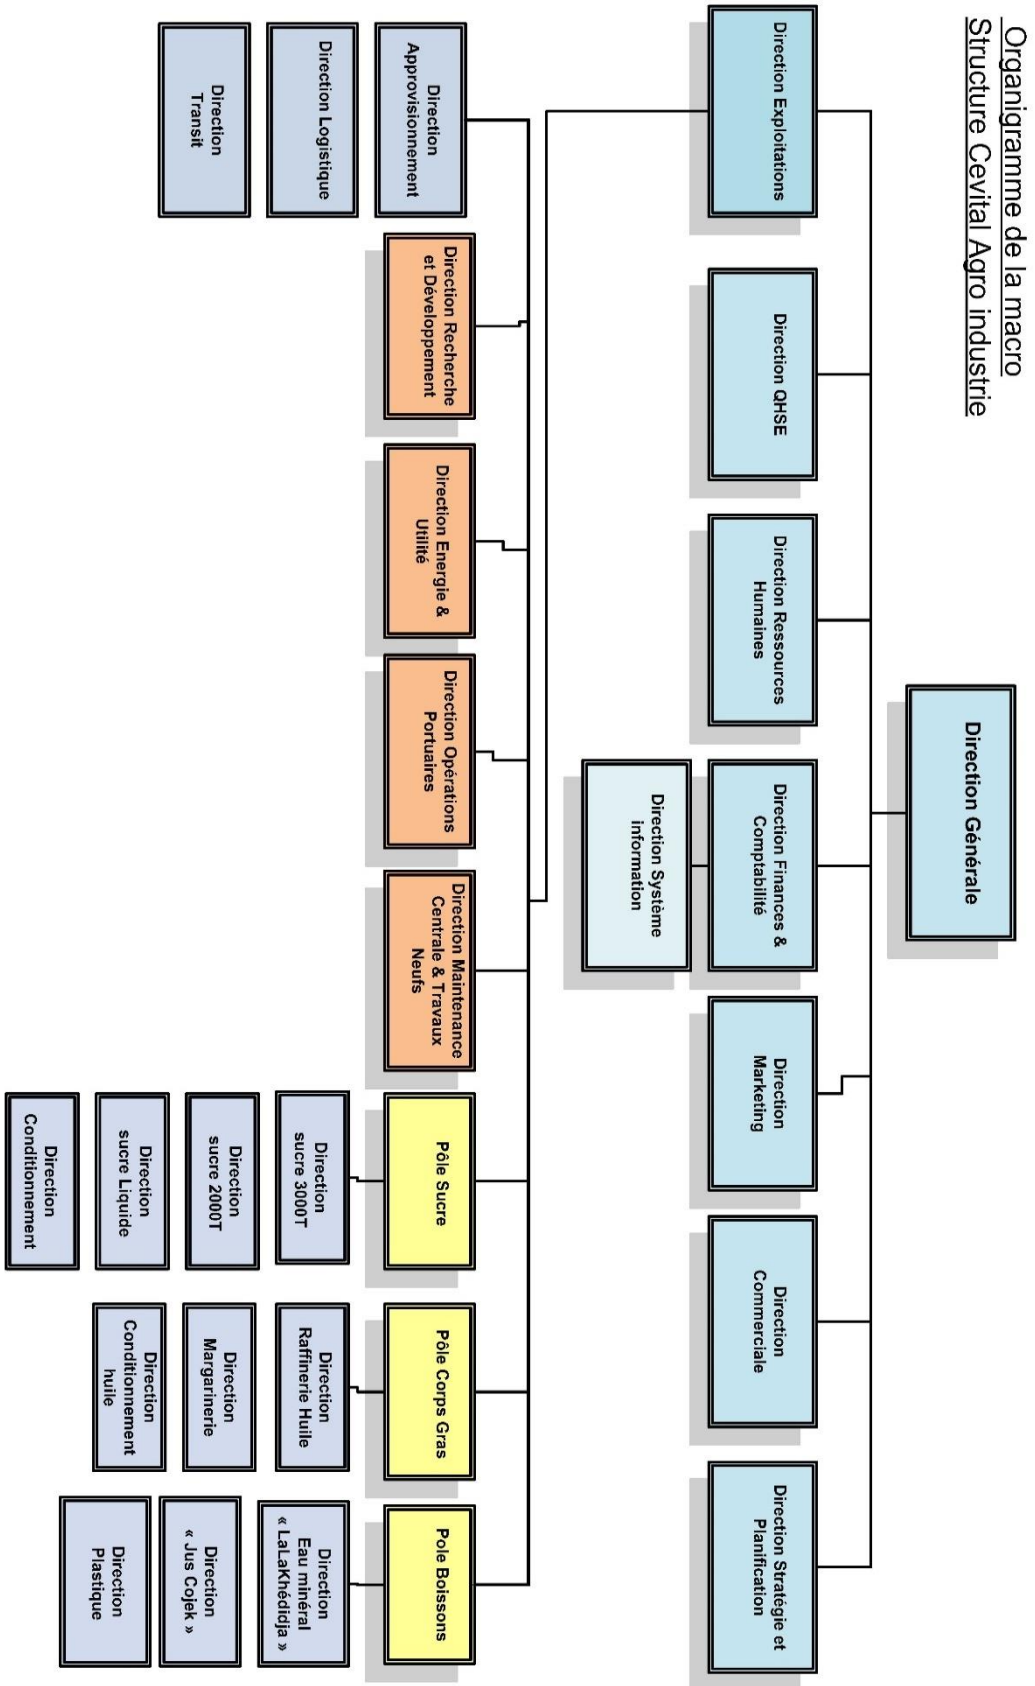 Organigramme de la macro
Structure Cevital Agro industrie
Direction Générale
Direction Exploitations
Direction QHSE
Direction Ressources
Humaines
Direction Finances &
Comptabilité
Direction
Marketing
Direction
Commerciale
Direction Stratégie et
Planification
Direction Système
information
Direction
Approvisionnement
Direction Logistique
Direction
Transit
Direction Recherche
et Développement
Direction Energie &
Utilité
Direction Opérations
Portuaires
Direction Maintenance
Centrale & Travaux
Neufs
Pôle Sucre
Direction
sucre 3000T
Direction
sucre 2000T
Direction
sucre Liquide
Direction
Conditionnement
Pôle Corps Gras
Direction
Raffinerie Huile
Direction
Margarinerie
Direction
Conditionnement
huile
Pole Boissons
Direction
Eau minéral
« LaLaKhédidja »
Direction
« Jus Cojek »
Direction
Plastique